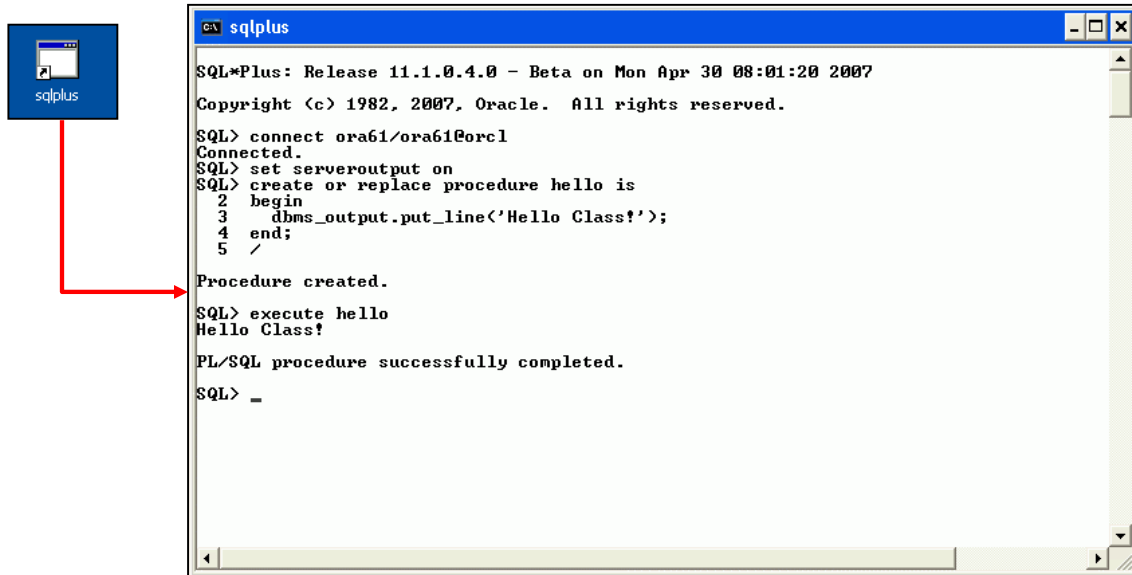 sqlplus
sqlplus
SQL*Plus: Release 11.1.0.4.0 - Beta on Mon Apr 30 08:01:20 2007
Copyright (c) 1982, 2007, Oracle.  All rights reserved.
SQL> connect ora61/ora61@orcl
Connected.
SQL> set serveroutput on
SQL> create or replace procedure hello is
  2  begin
  3    dbms_output.put_line('Hello Class!');
  4  end;
  5  /
Procedure created.
SQL> execute hello
Hello Class!
PL/SQL procedure successfully completed.
SQL> _